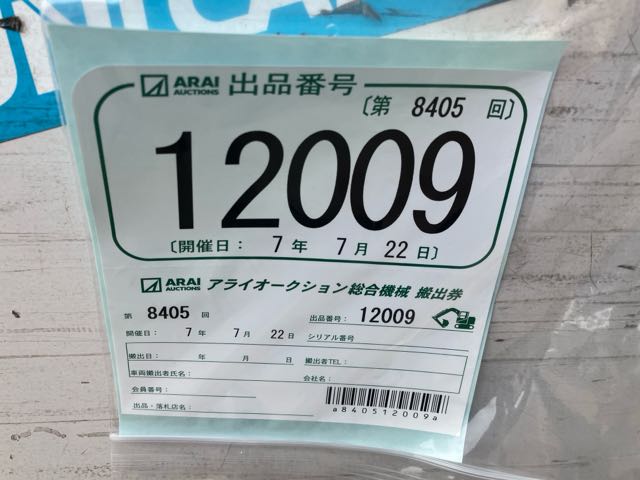 ARAI AUCTIONS 出品番号
〔第 8405 回〕
12009
〔開催日: 7年 7月 22日〕
ARAI AUCTIONS アライオークション総合機械 搬出券
第 8405 回
出品番号: 12009
開催日: 7年 7月 22日
シリアル番号
搬出日: 年 月 日
搬出者TEL:
車両搬出者氏名:
会社名:
会員番号:
出品・落札店名:
a840512009a